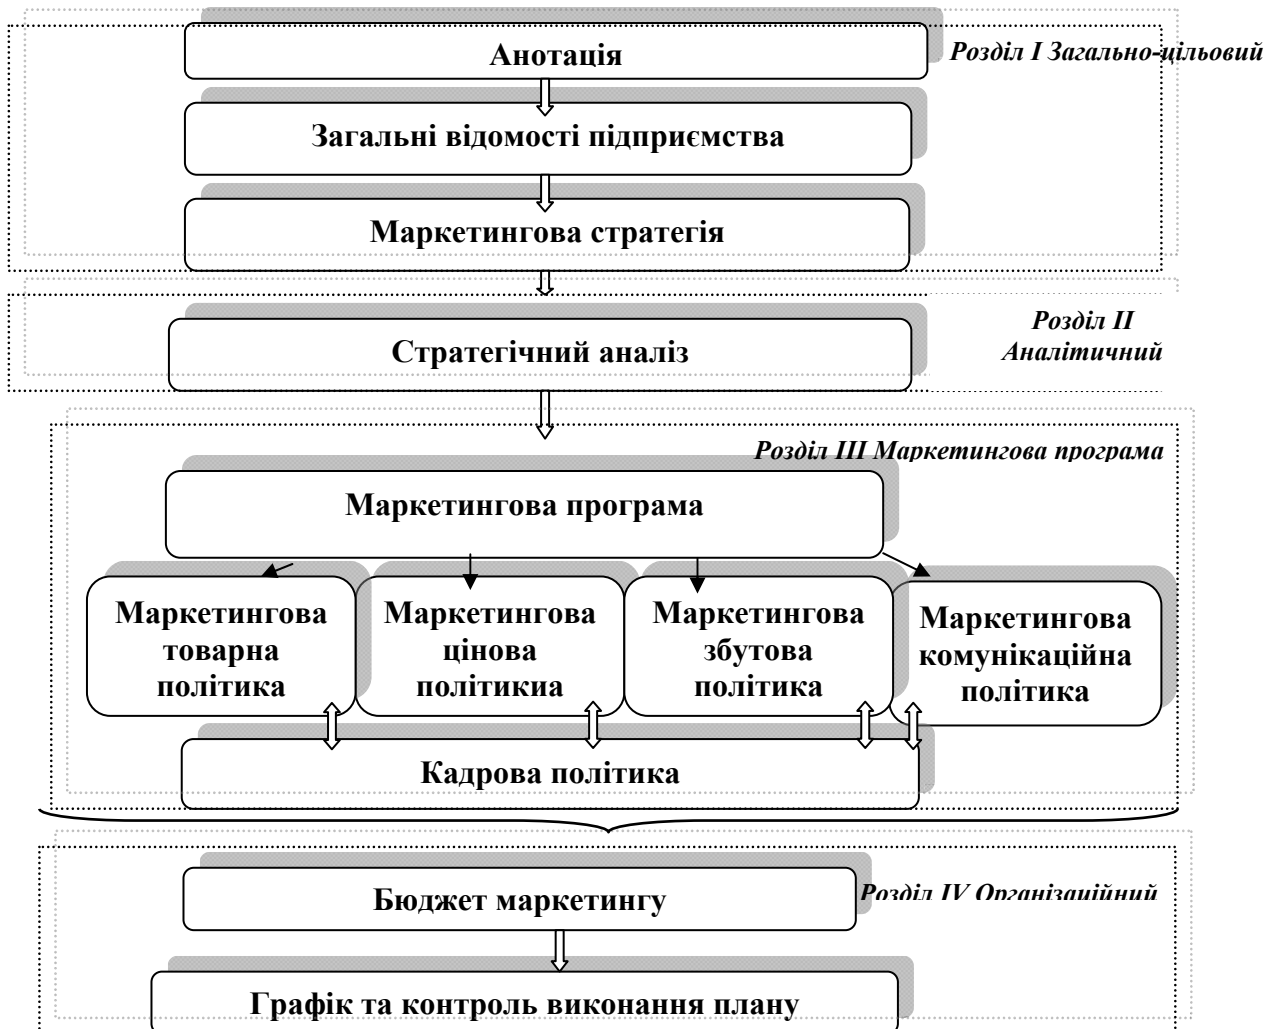 Анотація
Розділ І Загально-цільовий
Загальні відомості підприємства
Маркетингова стратегія
Розділ ІІ
Аналітичний
Стратегічний аналіз
Розділ ІІІ Маркетингова програма
Маркетингова програма
Маркетингова
товарна
політика
Маркетингова
цінова
політикиа
Маркетингова
збутова
політика
Маркетингова
комунікаційна
політика
Кадрова політика
Бюджет маркетингу
Розділ IV Організаційний
Графік та контроль виконання плану